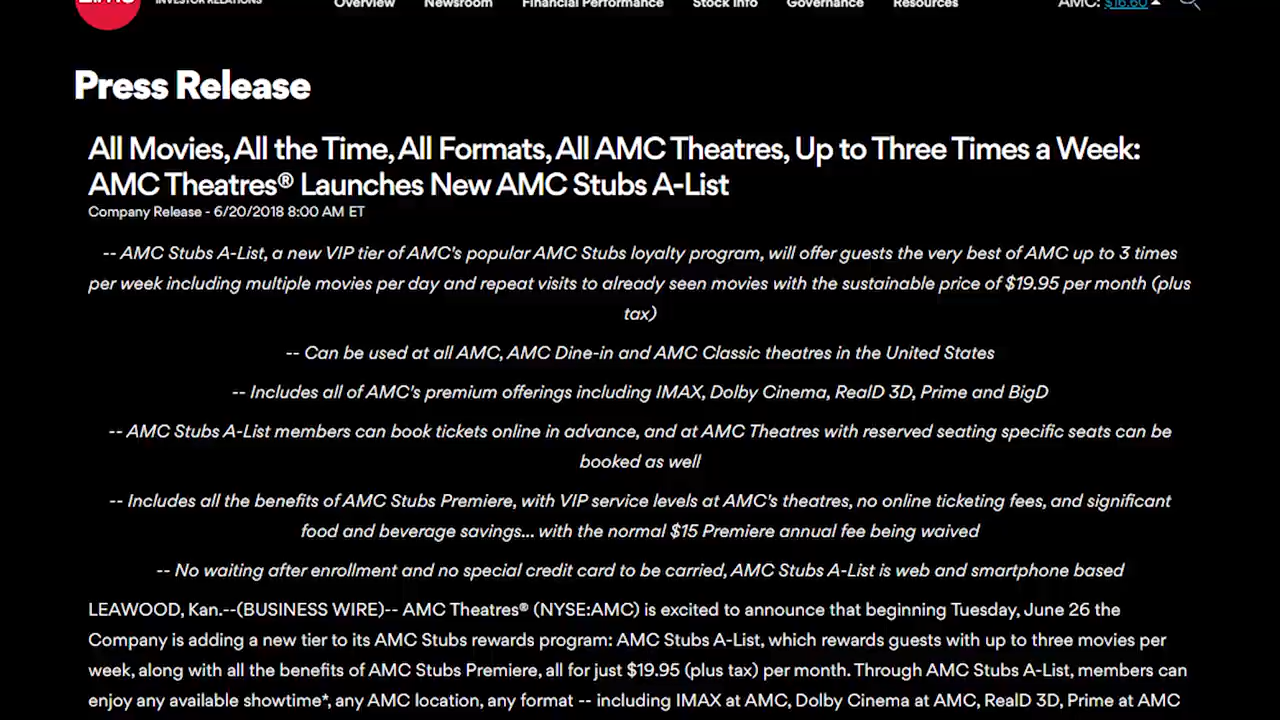 INVESTOR RELATIONS
Overview Newsroom Financial Performance Stock Info Governance Resources AMC: $16.60
Press Release
All Movies, All the Time, All Formats, All AMC Theatres, Up to Three Times a Week:
AMC Theatres® Launches New AMC Stubs A-List
Company Release - 6/20/2018 8:00 AM ET
-- AMC Stubs A-List, a new VIP tier of AMC's popular AMC Stubs loyalty program, will offer guests the very best of AMC up to 3 times
per week including multiple movies per day and repeat visits to already seen movies with the sustainable price of $19.95 per month (plus
tax)
-- Can be used at all AMC, AMC Dine-in and AMC Classic theatres in the United States
-- Includes all of AMC's premium offerings including IMAX, Dolby Cinema, RealD 3D, Prime and BigD
-- AMC Stubs A-List members can book tickets online in advance, and at AMC Theatres with reserved seating specific seats can be
booked as well
-- Includes all the benefits of AMC Stubs Premiere, with VIP service levels at AMC's theatres, no online ticketing fees, and significant
food and beverage savings... with the normal $15 Premiere annual fee being waived
-- No waiting after enrollment and no special credit card to be carried, AMC Stubs A-List is web and smartphone based
LEAWOOD, Kan.--(BUSINESS WIRE)-- AMC Theatres® (NYSE:AMC) is excited to announce that beginning Tuesday, June 26 the
Company is adding a new tier to its AMC Stubs rewards program: AMC Stubs A-List, which rewards guests with up to three movies per
week, along with all the benefits of AMC Stubs Premiere, all for just $19.95 (plus tax) per month. Through AMC Stubs A-List, members can
enjoy any available showtime*, any AMC location, any format -- including IMAX at AMC, Dolby Cinema at AMC, RealD 3D, Prime at AMC